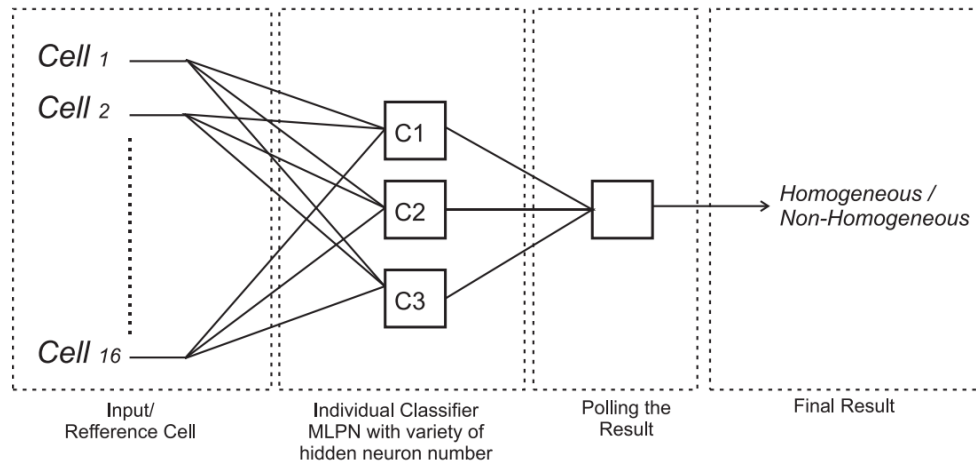 Cell 1
Cell 2
Cell 16
C1
C2
C3
Homogeneous /
Non-Homogeneous
Input/
Refference Cell
Individual Classifier
MLPN with variety of
hidden neuron number
Polling the
Result
Final Result